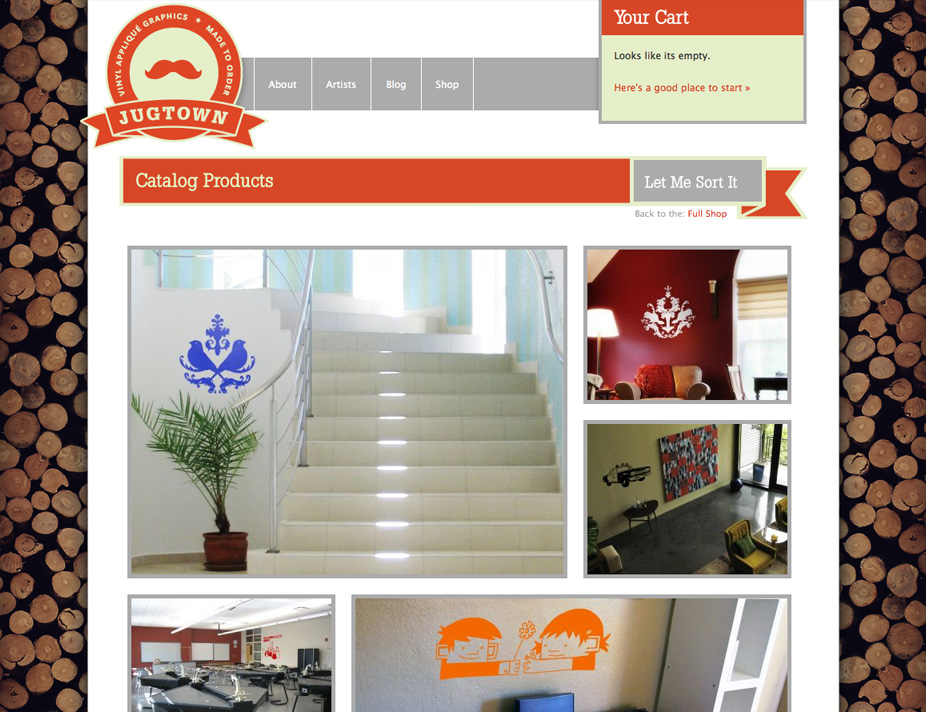 VINYL APPLIQUÉ GRAPHICS ★ MADE TO ORDER
JUGTOWN
About
Artists
Blog
Shop
Your Cart
Looks like its empty.
Here's a good place to start »
Catalog Products
Let Me Sort It
Back to the: Full Shop